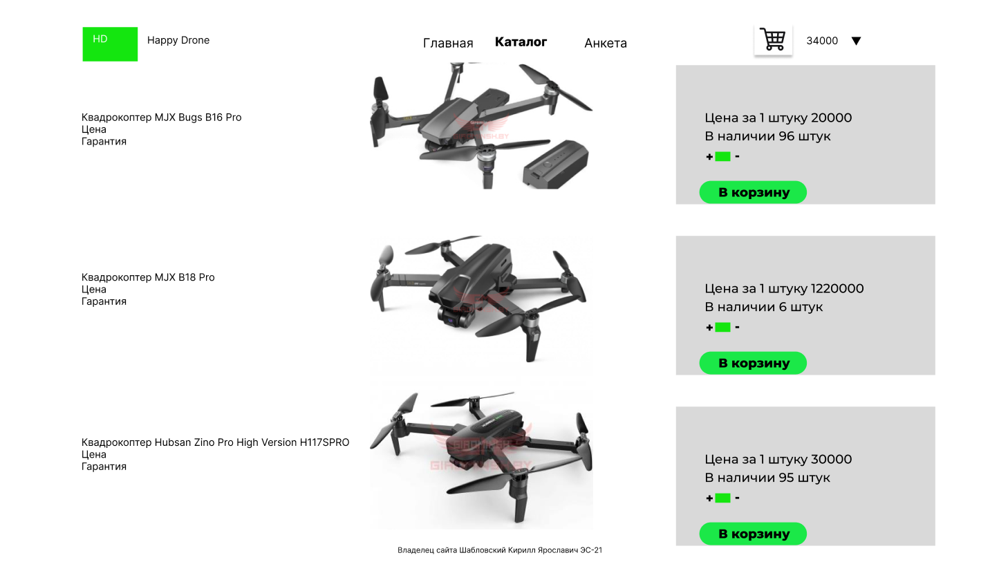 HD
Happy Drone
Главная
Каталог
Анкета
34000
Квадрокоптер MJX Bugs B16 Pro
Цена
Гарантия
Цена за 1 штуку 20000
В наличии 96 штук
+ -
В корзину
Квадрокоптер MJX B18 Pro
Цена
Гарантия
Цена за 1 штуку 1220000
В наличии 6 штук
+ -
В корзину
Квадрокоптер Hubsan Zino Pro High Version H117SPRO
Цена
Гарантия
GIROMINSK
GIROMINSK.BY
Цена за 1 штуку 30000
В наличии 95 штук
+ -
В корзину
Владелец сайта Шабловский Кирилл Ярославич ЭС-21